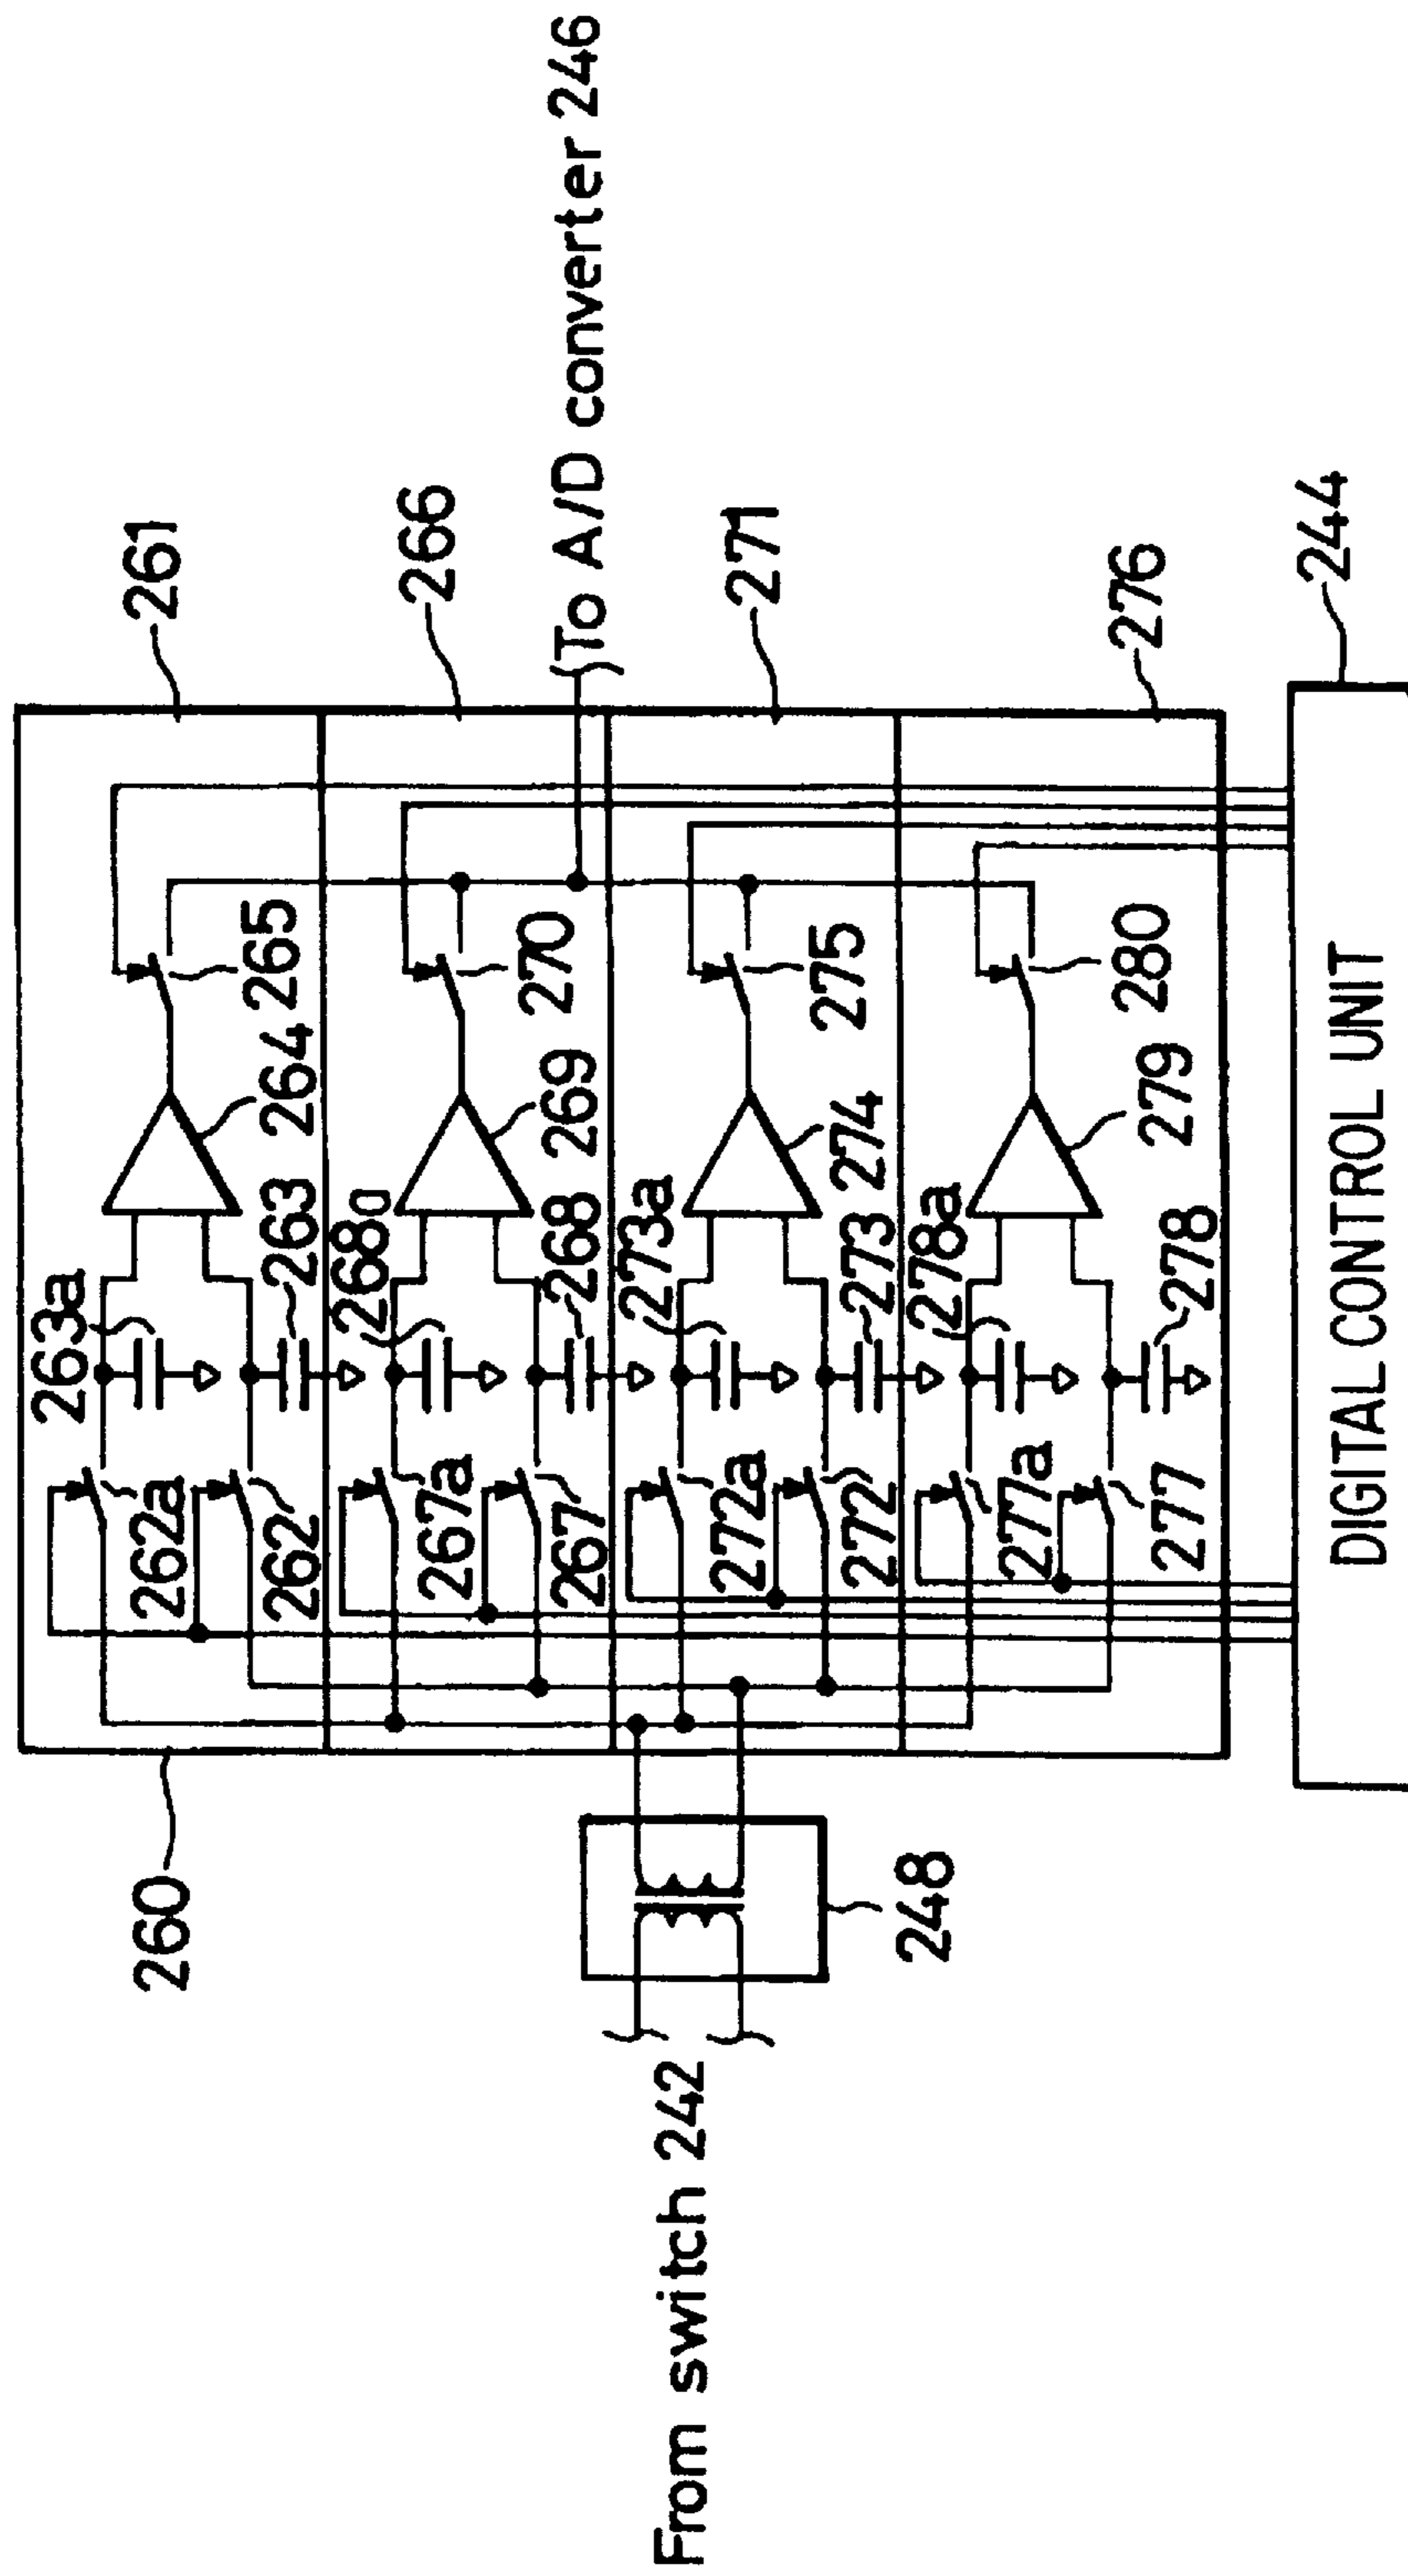 260
261
263a
264
265
262a
263
262
266
268a
269
270
267a
268
267
From switch 242
248
(To A/D converter 246
271
273a
274
275
272a
273
272
276
278a
279
280
277a
278
277
244
DIGITAL CONTROL UNIT